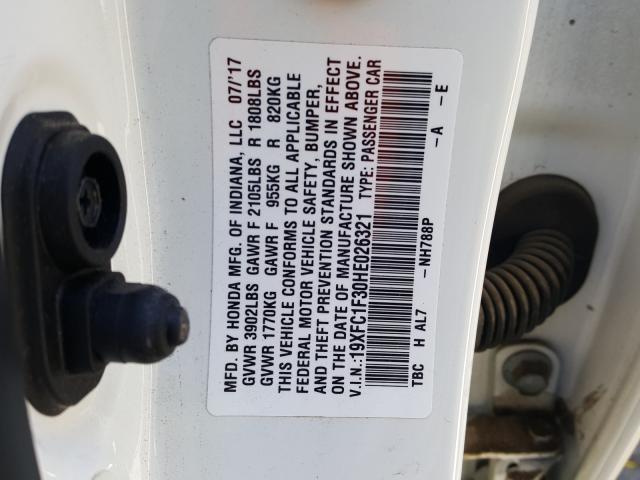 MFD. BY HONDA MFG. OF INDIANA, LLC 07/'17
GVWR 3902LBS GAWR F 2105LBS R 1808LBS
GVWR 1770KG GAWR F 955KG R 820KG
THIS VEHICLE CONFORMS TO ALL APPLICABLE
FEDERAL MOTOR VEHICLE SAFETY, BUMPER,
AND THEFT PREVENTION STANDARDS IN EFFECT
ON THE DATE OF MANUFACTURE SHOWN ABOVE.
V.I.N.:19XFC1F30HE026321 TYPE: PASSENGER CAR
-A -E
H AL7 -NH788P
TBC